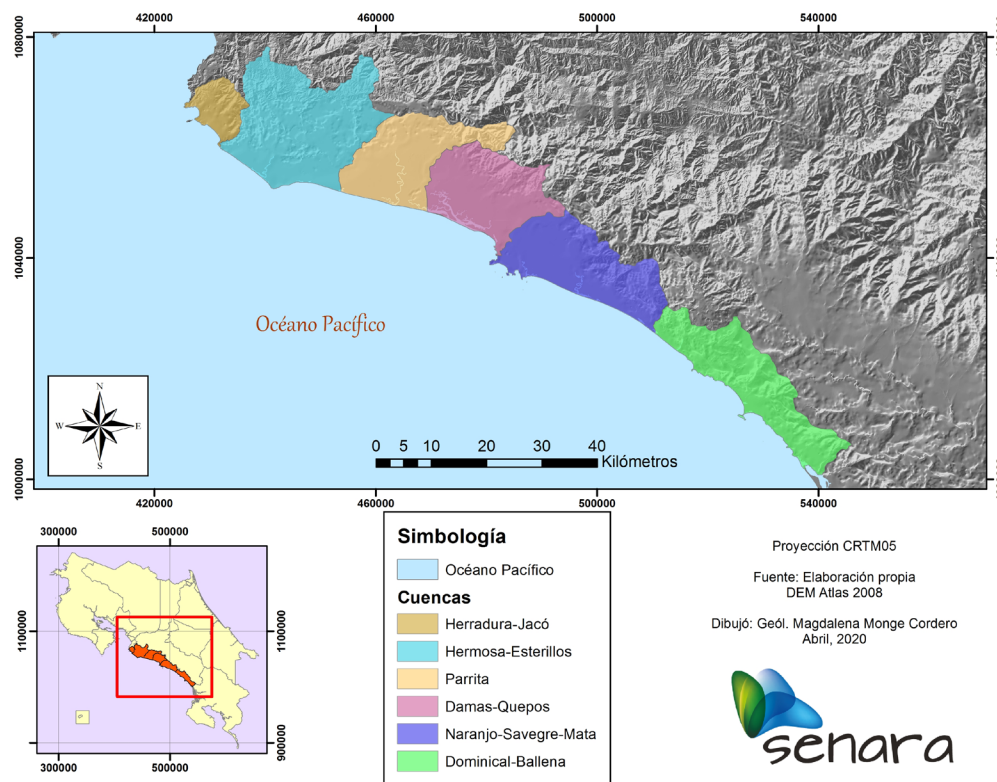 420000 460000 500000 540000
1080000
1040000
1000000
Océano Pacífico
N
W E
S
0 5 10 20 30 40
Kilómetros
420000 460000 500000 540000
300000 500000
1100000 1100000
900000
300000 500000
Simbología
Océano Pacífico
Cuencas
Herradura-Jacó
Hermosa-Esterillos
Parrita
Damas-Quepos
Naranjo-Savegre-Mata
Dominical-Ballena
Proyección CRTM05
Fuente: Elaboración propia
DEM Atlas 2008
Dibujó: Geól. Magdalena Monge Cordero
Abril, 2020
senara